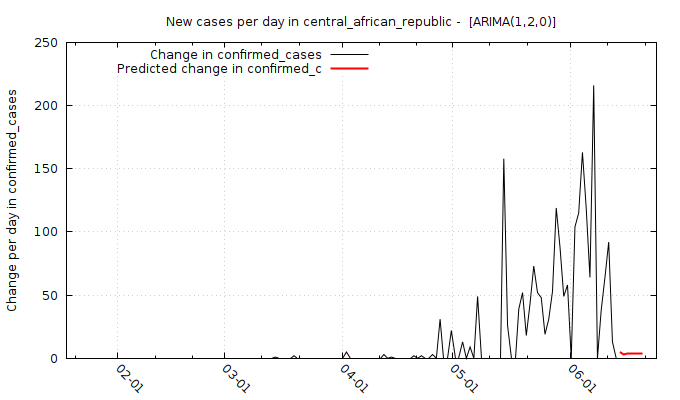 New cases per day in central_african_republic -  [ARIMA(1,2,0)]
Change in confirmed_cases
Predicted change in confirmed_c
Change per day in confirmed_cases
250
200
150
100
50
0
02-01
03-01
04-01
05-01
06-01